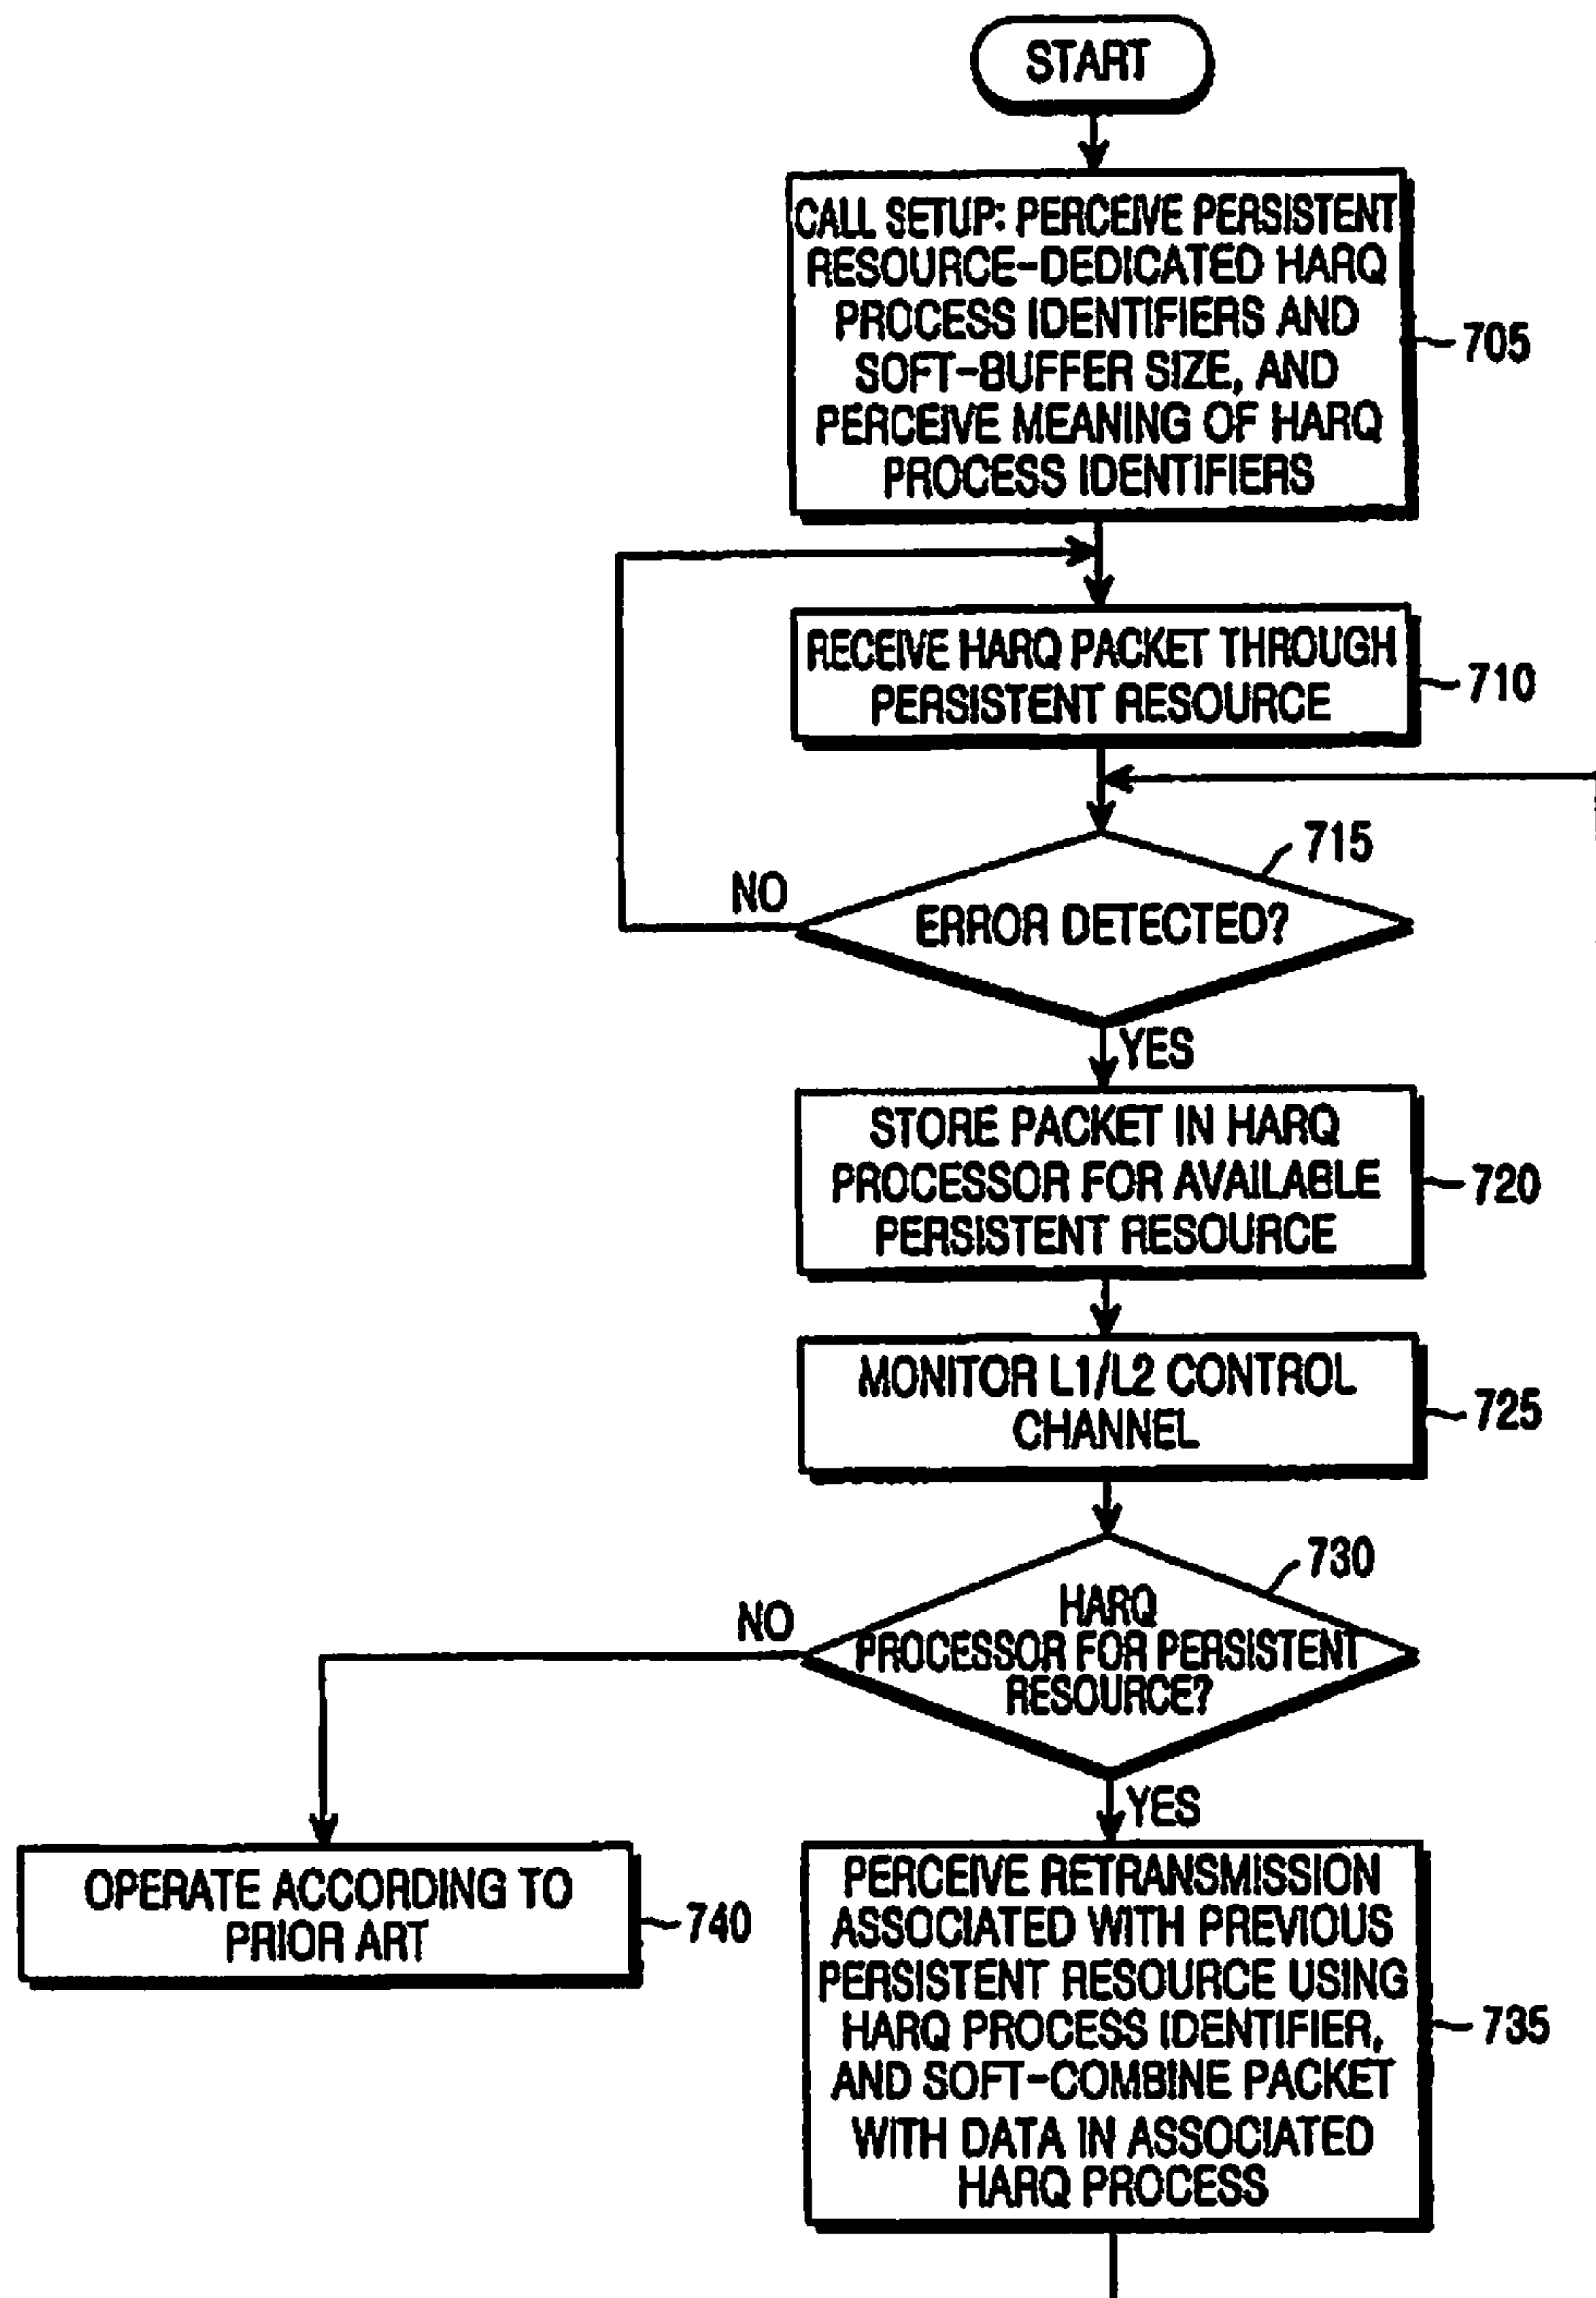 START
CALL SETUP: PERCEIVE PERSISTENT
RESOURCE-DEDICATED HARQ
PROCESS IDENTIFIERS AND
SOFT-BUFFER SIZE, AND
PERCEIVE MEANING OF HARQ
PROCESS IDENTIFIERS
705
RECEIVE HARQ PACKET THROUGH
PERSISTENT RESOURCE
710
715
NO
ERROR DETECTED?
YES
STORE PACKET IN HARQ
PROCESSOR FOR AVAILABLE
PERSISTENT RESOURCE
720
MONITOR L1/L2 CONTROL
CHANNEL
725
730
NO
HARQ
PROCESSOR FOR PERSISTENT
RESOURCE?
YES
OPERATE ACCORDING TO
PRIOR ART
740
PERCEIVE RETRANSMISSION
ASSOCIATED WITH PREVIOUS
PERSISTENT RESOURCE USING
HARQ PROCESS IDENTIFIER,
AND SOFT-COMBINE PACKET
WITH DATA IN ASSOCIATED
HARQ PROCESS
735